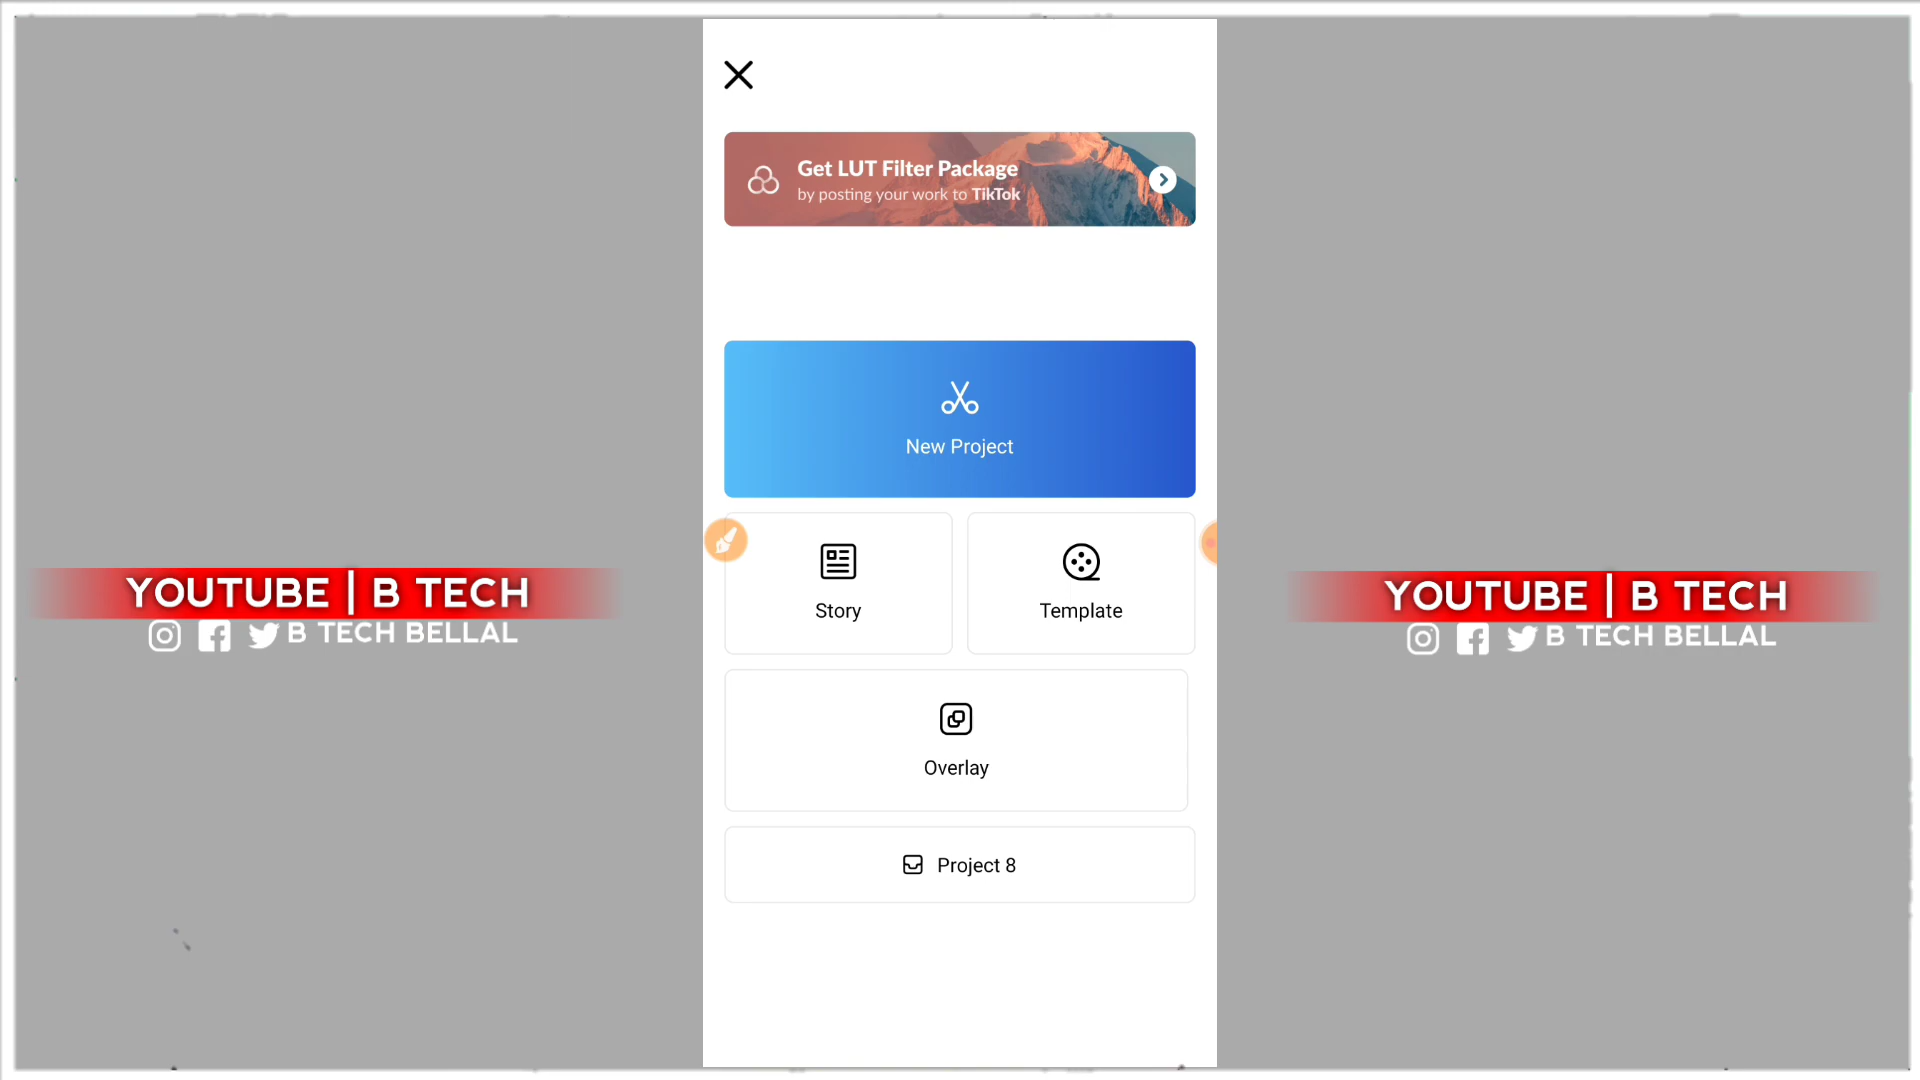 Get LUT Filter Package
by posting your work to TikTok
New Project
Story
Template
Overlay
Project 8
YOUTUBE | B TECH
B TECH BELLAL
YOUTUBE | B TECH
B TECH BELLAL